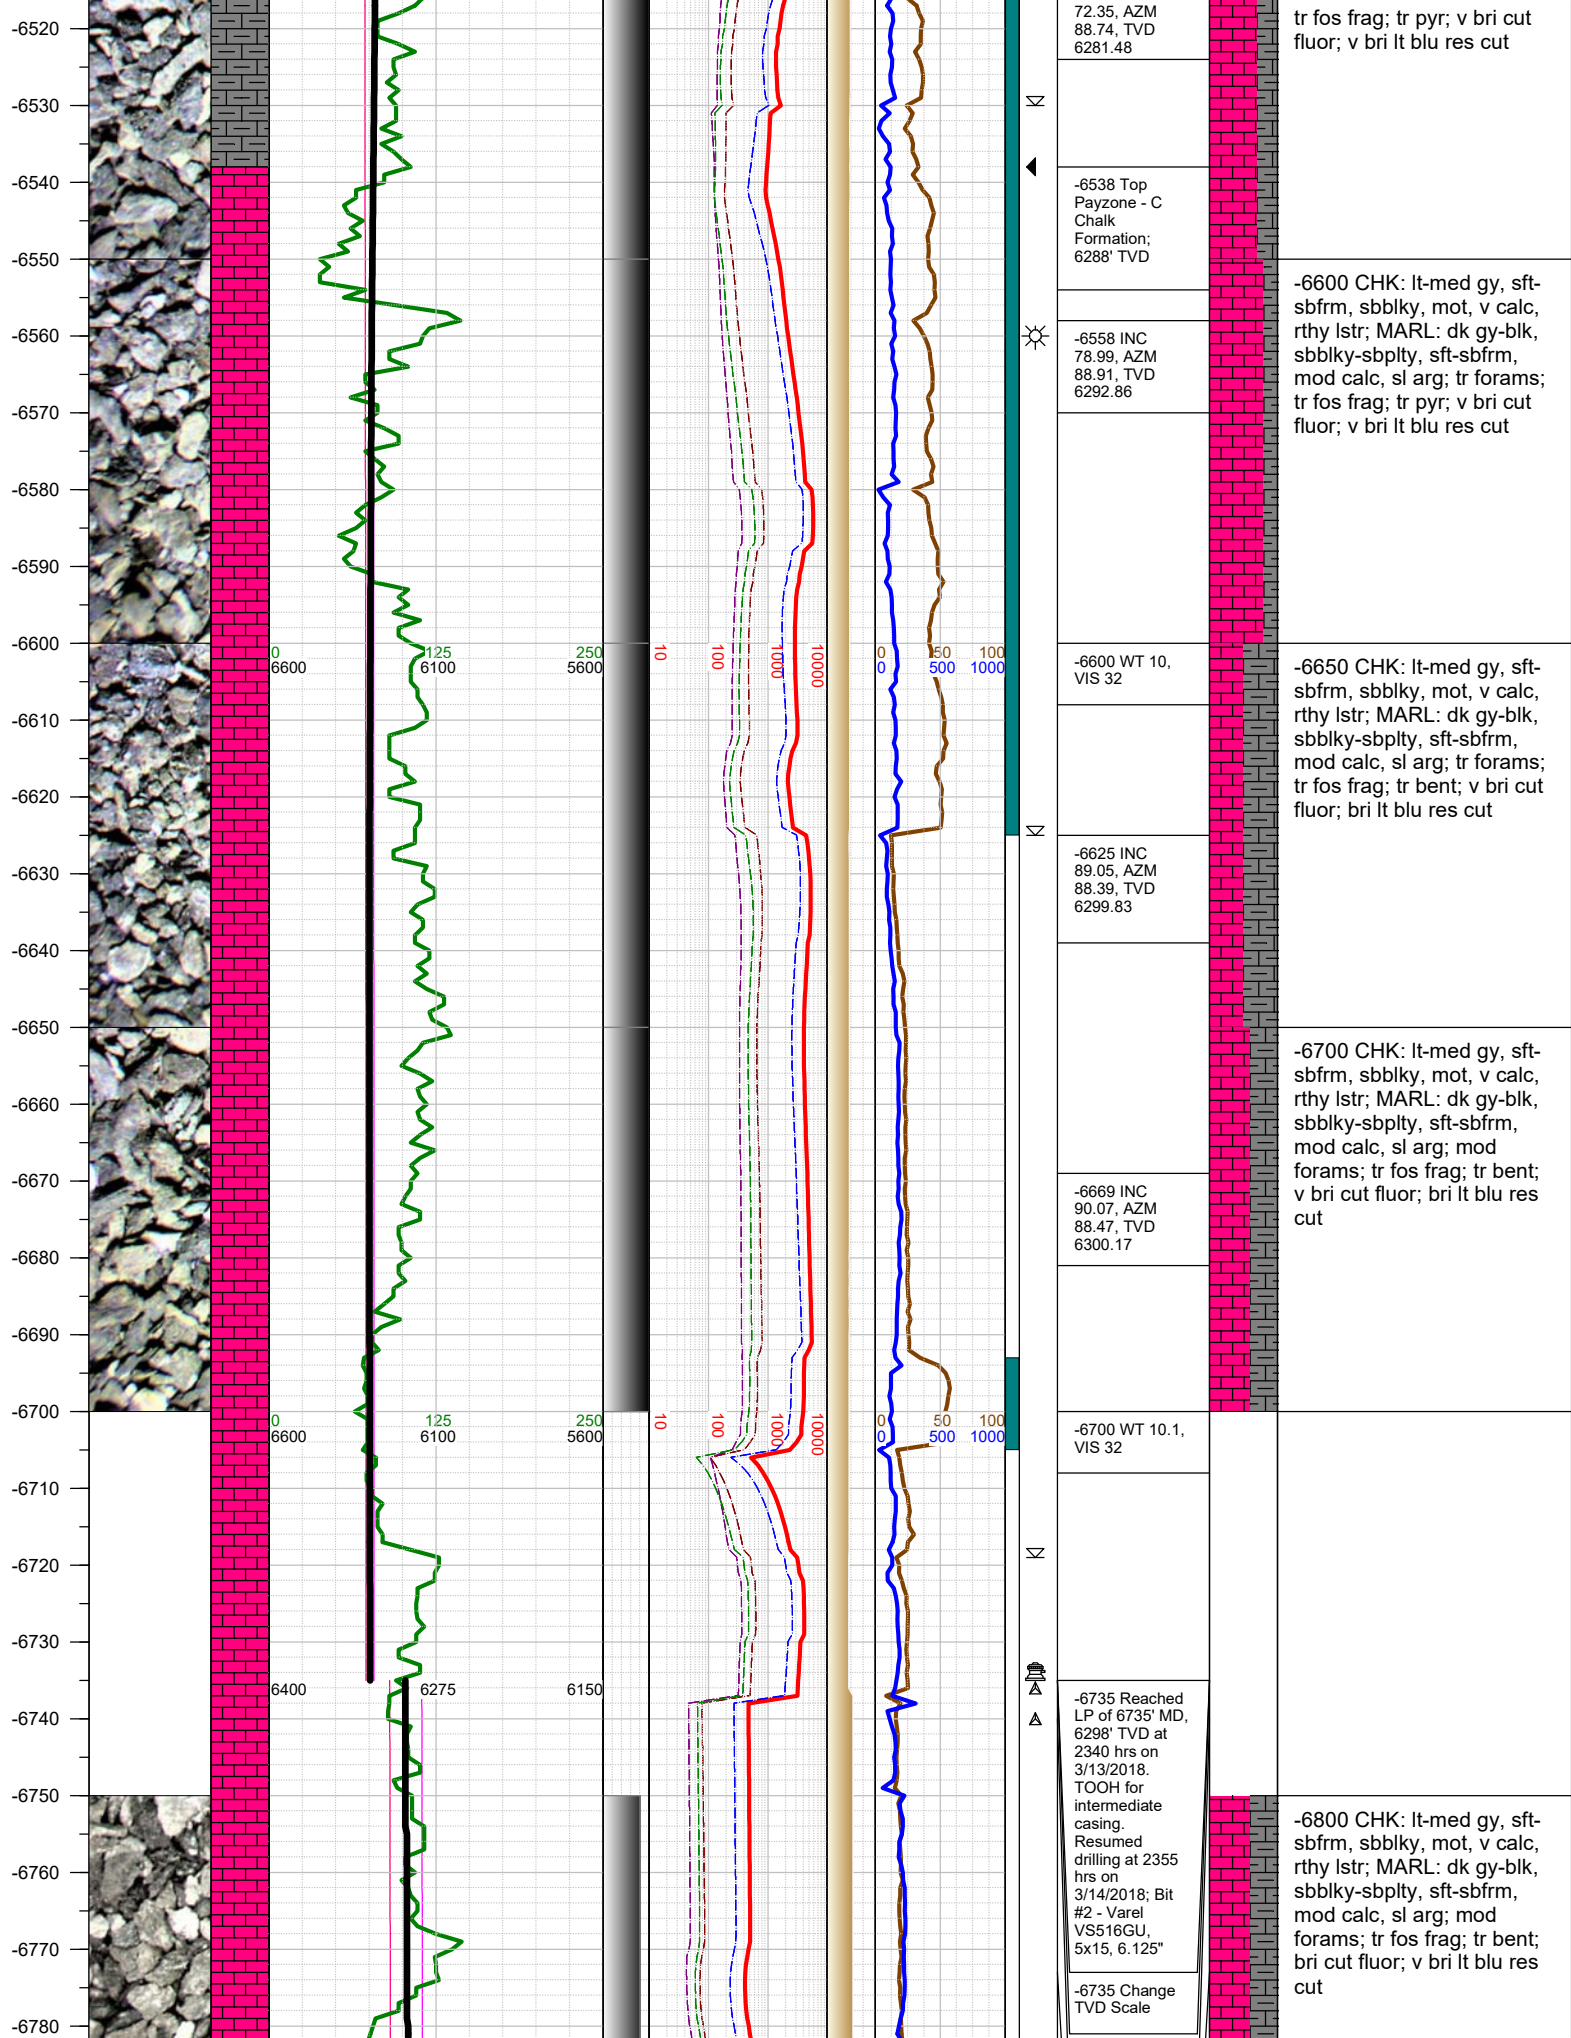 -6520
-6530
-6540
-6550
-6560
-6570
-6580
-6590
-6600
-6610
-6620
-6630
-6640
-6650
-6660
-6670
-6680
-6690
-6700
-6710
-6720
-6730
-6740
-6750
-6760
-6770
-6780
0 125 250
6600 6100 5600
0 125 250
6600 6100 5600
6400 6275 6150
10 100 1000 10000
10 100 1000 10000
0 50 100
0 500 1000
0 50 100
0 500 1000
72.35, AZM
88.74, TVD
6281.48
-6538 Top
Payzone - C
Chalk
Formation;
6288' TVD
-6558 INC
78.99, AZM
88.91, TVD
6292.86
-6600 WT 10,
VIS 32
-6625 INC
89.05, AZM
88.39, TVD
6299.83
-6669 INC
90.07, AZM
88.47, TVD
6300.17
-6700 WT 10.1,
VIS 32
-6735 Reached
LP of 6735' MD,
6298' TVD at
2340 hrs on
3/13/2018.
TOOH for
intermediate
casing.
Resumed
drilling at 2355
hrs on
3/14/2018; Bit
#2 - Varel
VS516GU,
5x15, 6.125"
-6735 Change
TVD Scale
tr fos frag; tr pyr; v bri cut
fluor; v bri lt blu res cut
-6600 CHK: lt-med gy, sft-
sbfrm, sbblky, mot, v calc,
rthy lstr; MARL: dk gy-blk,
sbblky-sbplty, sft-sbfrm,
mod calc, sl arg; tr forams;
tr fos frag; tr pyr; v bri cut
fluor; v bri lt blu res cut
-6650 CHK: lt-med gy, sft-
sbfrm, sbblky, mot, v calc,
rthy lstr; MARL: dk gy-blk,
sbblky-sbplty, sft-sbfrm,
mod calc, sl arg; tr forams;
tr fos frag; tr bent; v bri cut
fluor; bri lt blu res cut
-6700 CHK: lt-med gy, sft-
sbfrm, sbblky, mot, v calc,
rthy lstr; MARL: dk gy-blk,
sbblky-sbplty, sft-sbfrm,
mod calc, sl arg; mod
forams; tr fos frag; tr bent;
v bri cut fluor; bri lt blu res
cut
-6800 CHK: lt-med gy, sft-
sbfrm, sbblky, mot, v calc,
rthy lstr; MARL: dk gy-blk,
sbblky-sbplty, sft-sbfrm,
mod calc, sl arg; mod
forams; tr fos frag; tr bent;
bri cut fluor; v bri lt blu res
cut